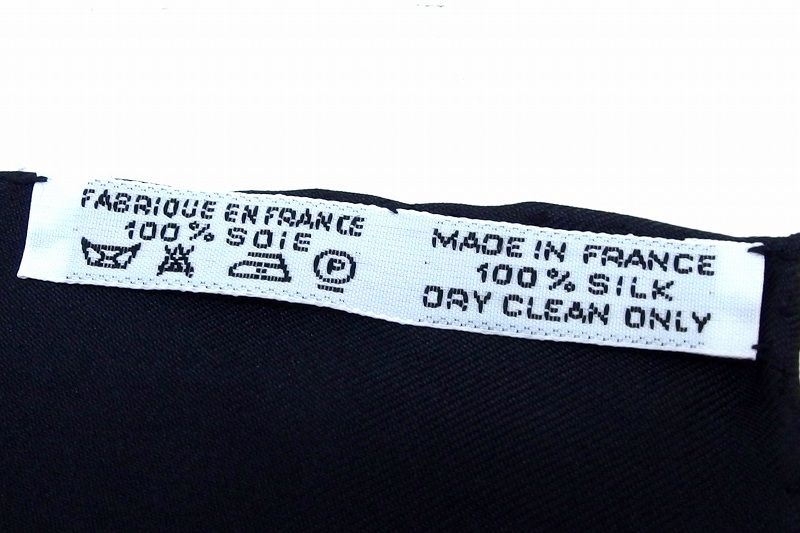 FABRIQUE EN FRANCE
100% SOIE
P
MADE IN FRANCE
100% SILK
DRY CLEAN ONLY